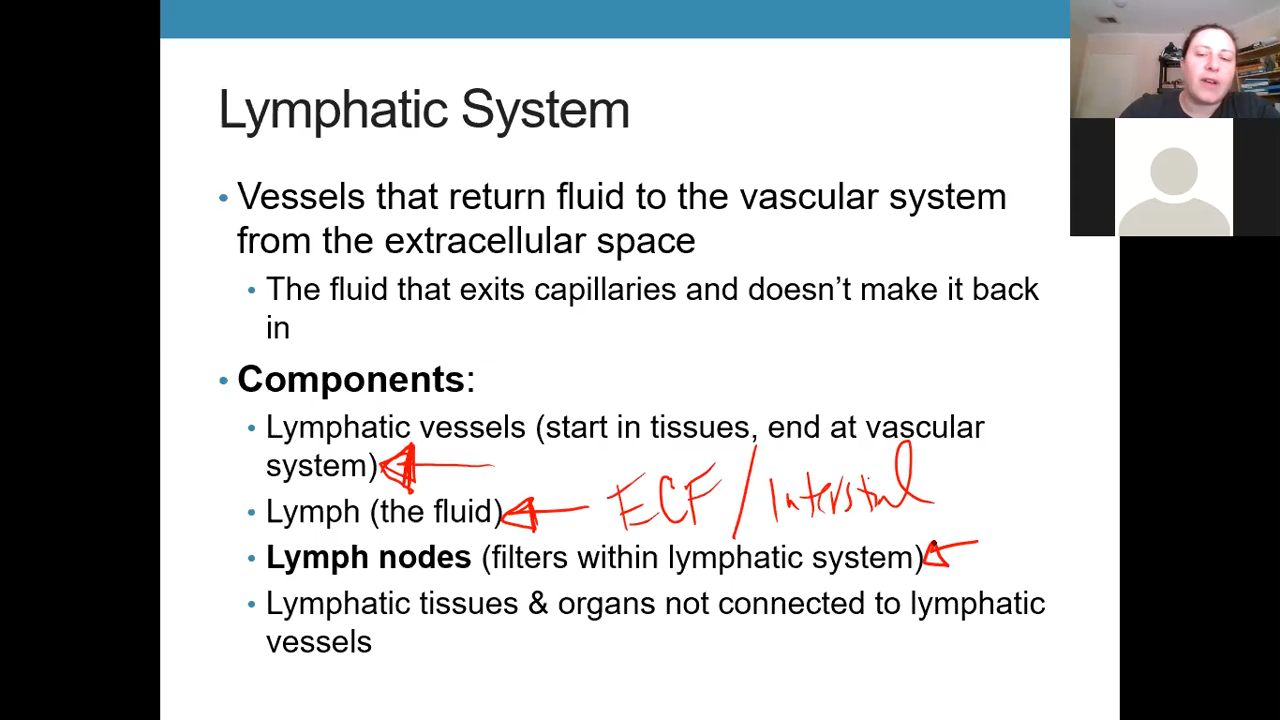 Lymphatic System
• Vessels that return fluid to the vascular system
from the extracellular space
• The fluid that exits capillaries and doesn't make it back
in
• Components:
• Lymphatic vessels (start in tissues, end at vascular
system)
• Lymph (the fluid) ECF /
• Lymph nodes (filters within lymphatic system)
• Lymphatic tissues & organs not connected to lymphatic
vessels